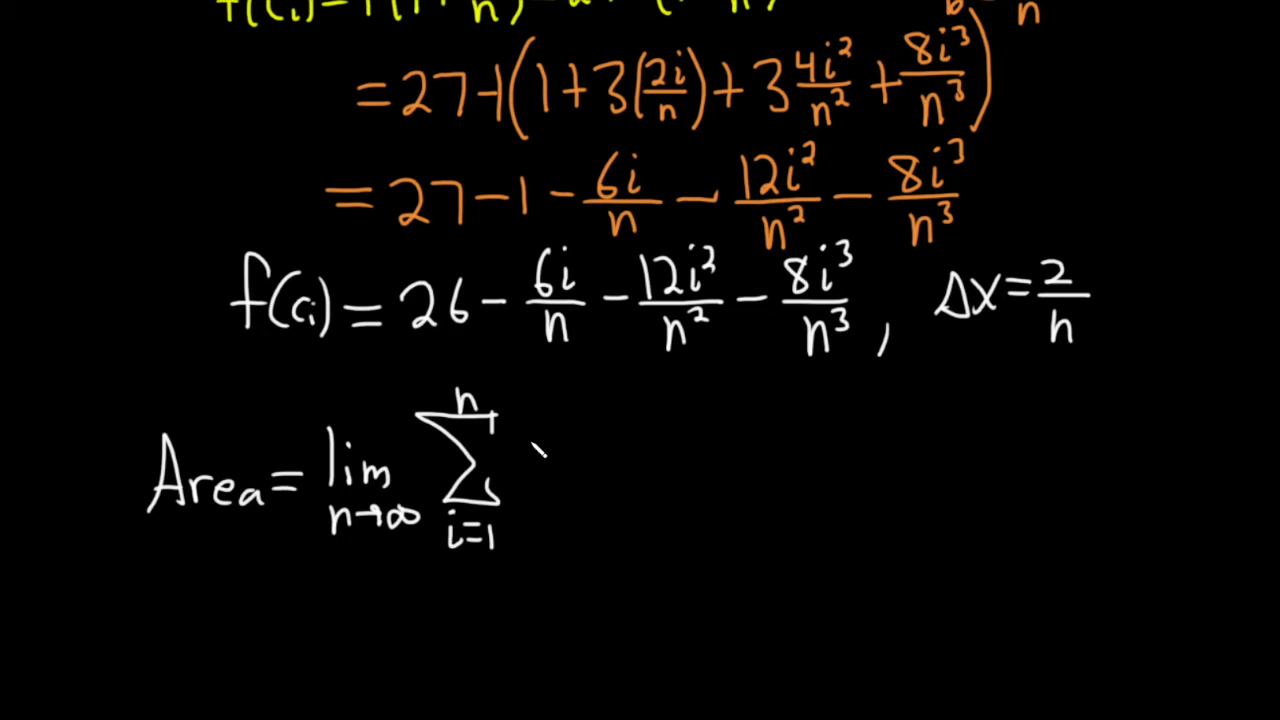 = 27 - 1(1 + 3(2i/n) + 3 4i²/n² + 8i³/n³)
= 27 - 1 - 6i/n - 12i²/n² - 8i³/n³
f(cᵢ) = 26 - 6i/n - 12i²/n² - 8i³/n³, Δx = 2/n
Area = lim n→∞ Σ i=1 n